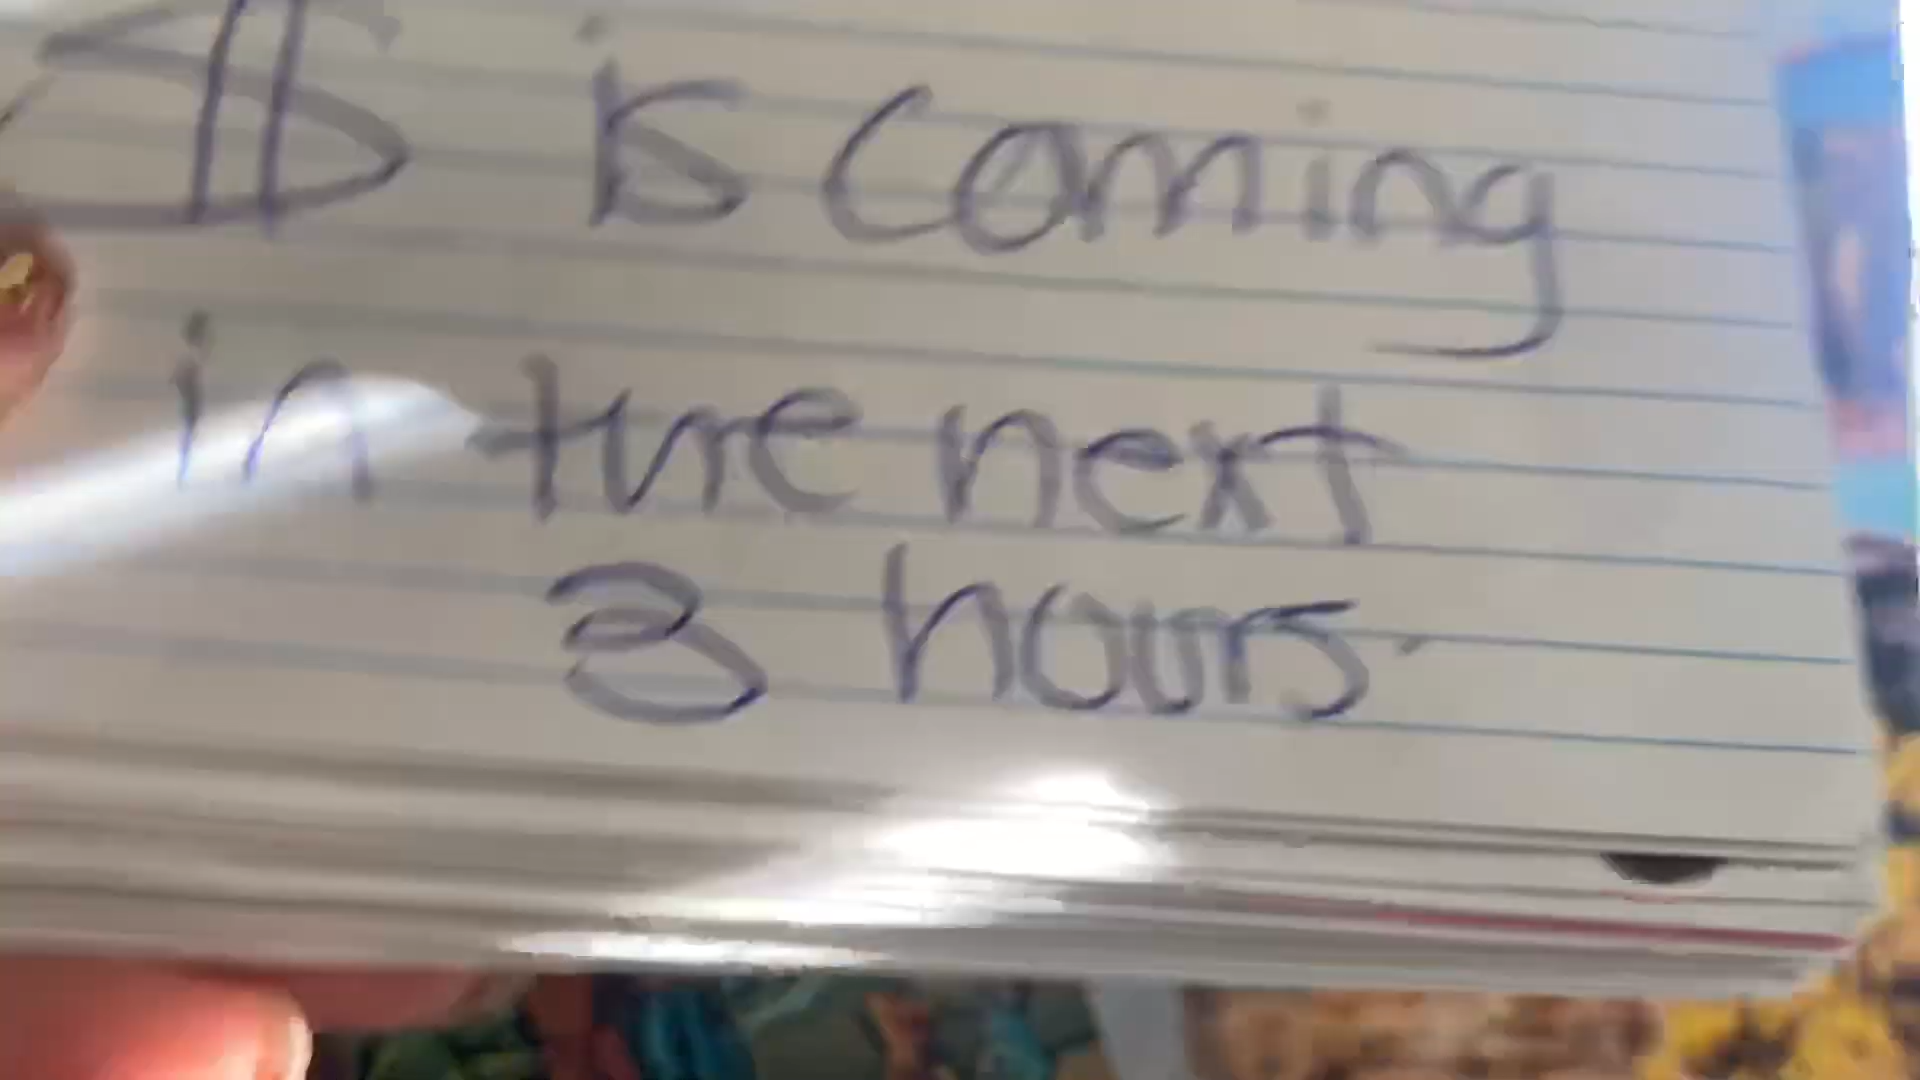 $ is coming
in the next
3 hours.